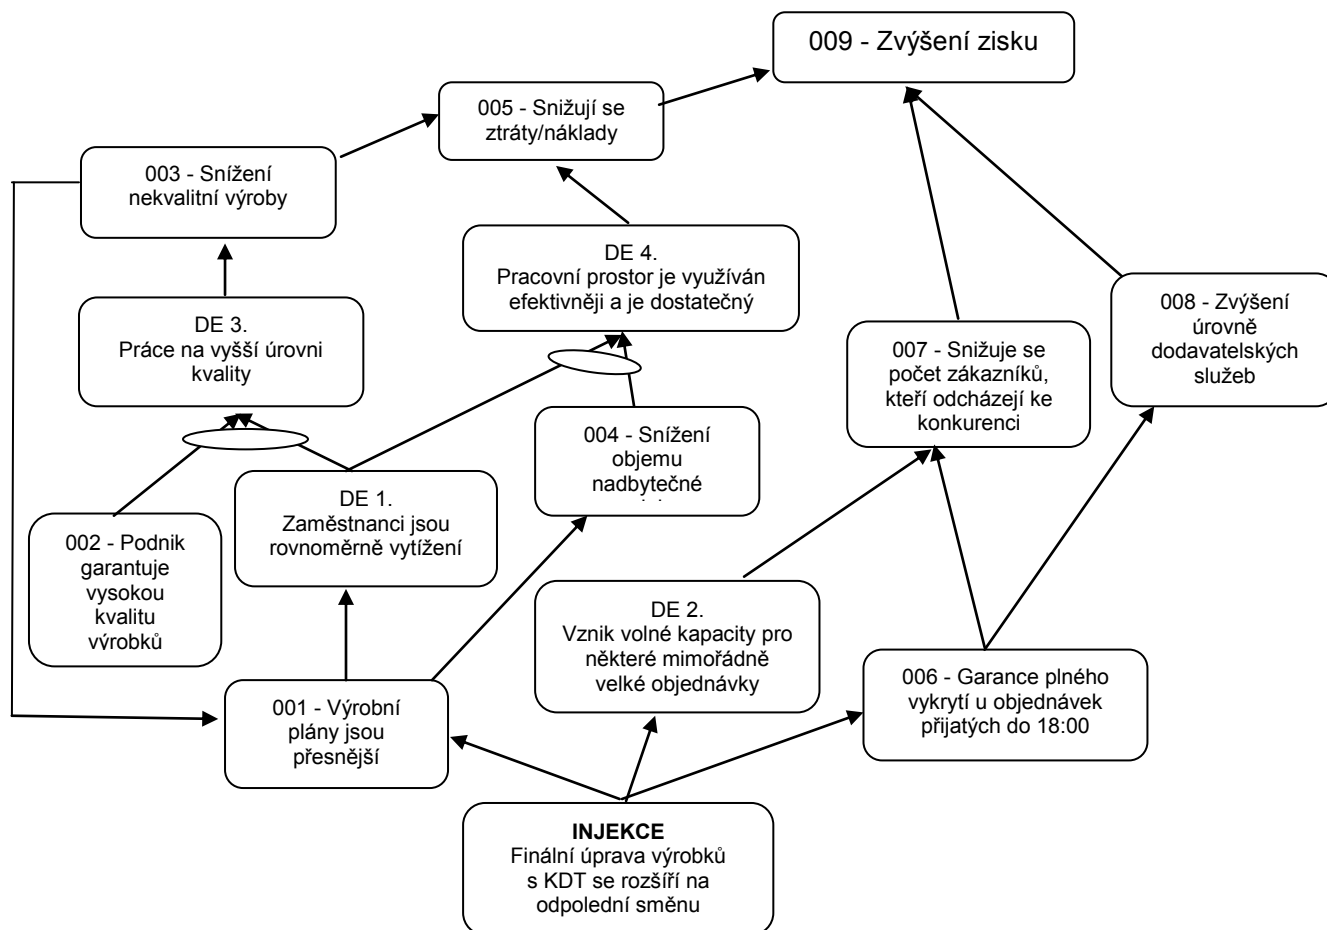 009 - Zvýšení zisku
005 - Snižují se
ztráty/náklady
003 - Snížení
nekvalitní výroby
DE 4.
Pracovní prostor je využíván
efektivněji a je dostatečný
008 - Zvýšení
úrovně
dodavatelských
služeb
DE 3.
Práce na vyšší úrovni
kvality
007 - Snižuje se
počet zákazníků,
kteří odcházejí ke
konkurenci
004 - Snížení
objemu
nadbytečné
DE 1.
Zaměstnanci jsou
rovnoměrně vytížení
002 - Podnik
garantuje
vysokou
kvalitu
výrobků
DE 2.
Vznik volné kapacity pro
některé mimořádně
velké objednávky
006 - Garance plného
vykrytí u objednávek
přijatých do 18:00
001 - Výrobní
plány jsou
přesnější
INJEKCE
Finální úprava výrobků
s KDT se rozšíří na
odpolední směnu